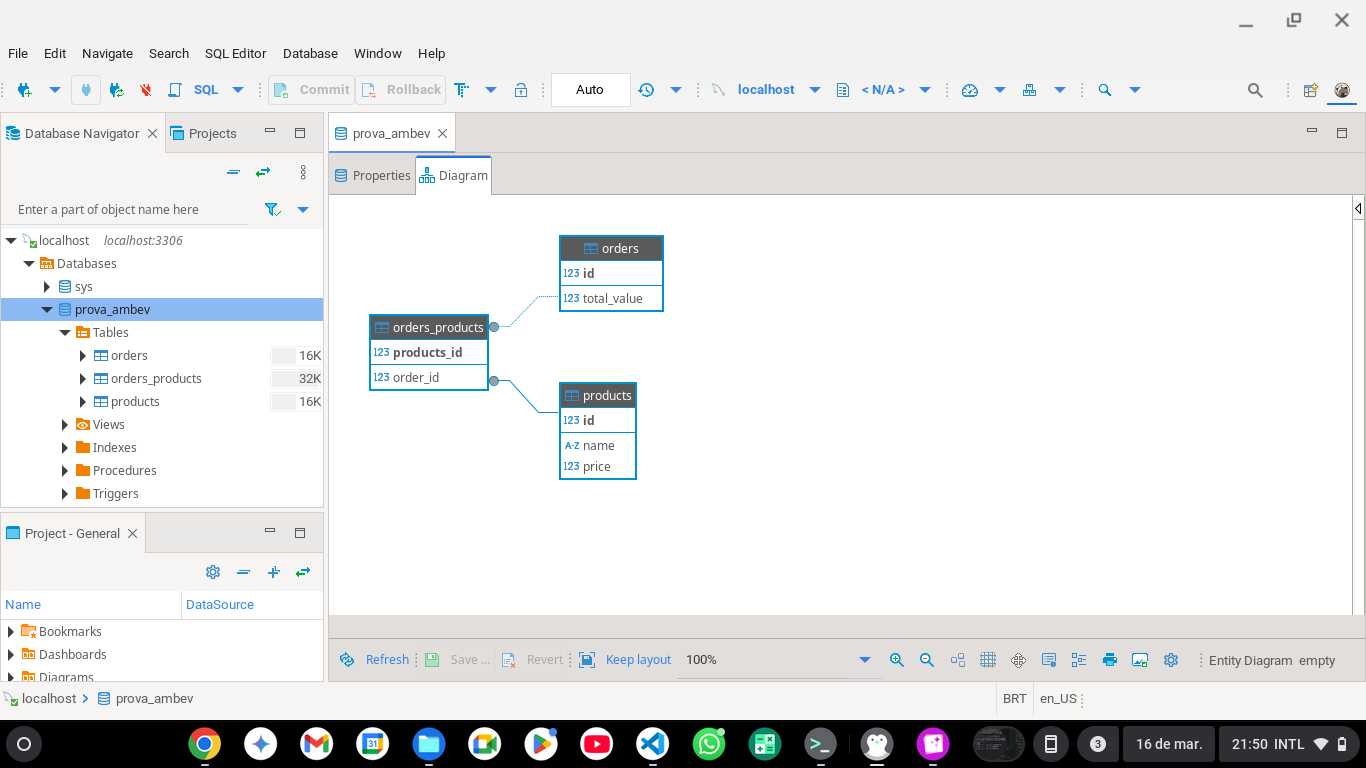 File Edit Navigate Search SQL Editor Database Window Help
SQL Commit Rollback Auto localhost < N/A >
Database Navigator Projects
Enter a part of object name here
localhost localhost:3306
Databases
sys
prova_ambev
Tables
orders 16K
orders_products 32K
products 16K
Views
Indexes
Procedures
Triggers
Project - General
Name DataSource
Bookmarks
Dashboards
Diagrams
prova_ambev
Properties Diagram
orders
123 id
123 total_value
orders_products
123 products_id
123 order_id
products
123 id
A-Z name
123 price
Refresh Save ... Revert Keep layout 100% Entity Diagram empty
localhost prova_ambev BRT en_US
31 3 16 de mar. 21:50 INTL